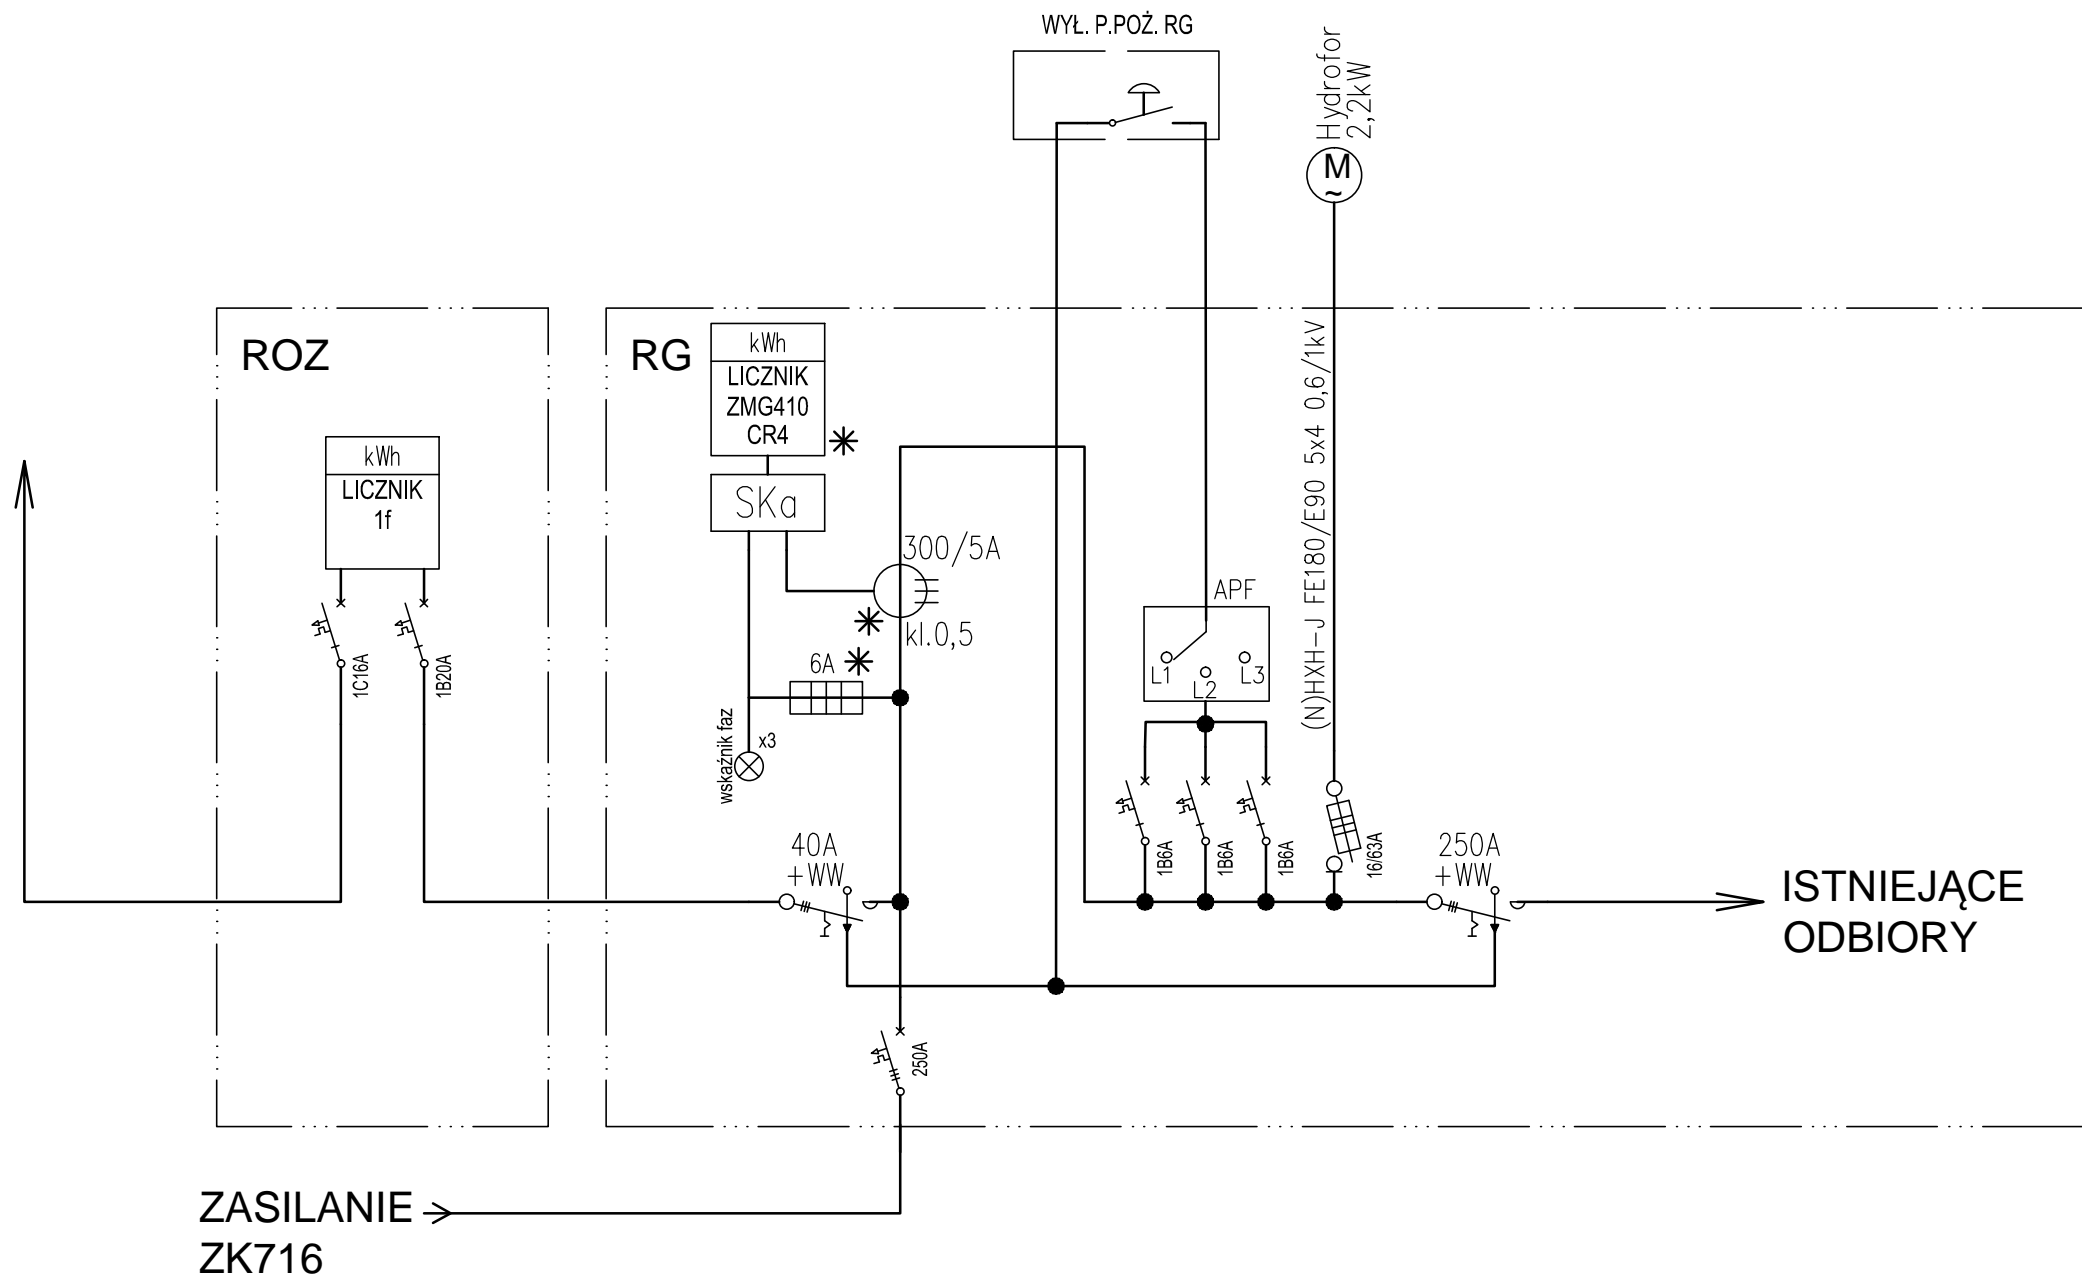 WYŁ. P.POŻ. RG
Hydrofor
2,2kW
M
~
ROZ
kWh
LICZNIK
1f
1C16A
1B20A
RG
kWh
LICZNIK
ZMG410
CR4
SKa
300/5A
kl.0,5
6A
wskaźnik faz
x3
40A
+WW
250A
APF
L1
L2
L3
1B6A
1B6A
1B6A
(N)HXH-J FE180/E90 5x4 0,6/1kV
16/63A
250A
+WW
ISTNIEJĄCE
ODBIORY
ZASILANIE
ZK716